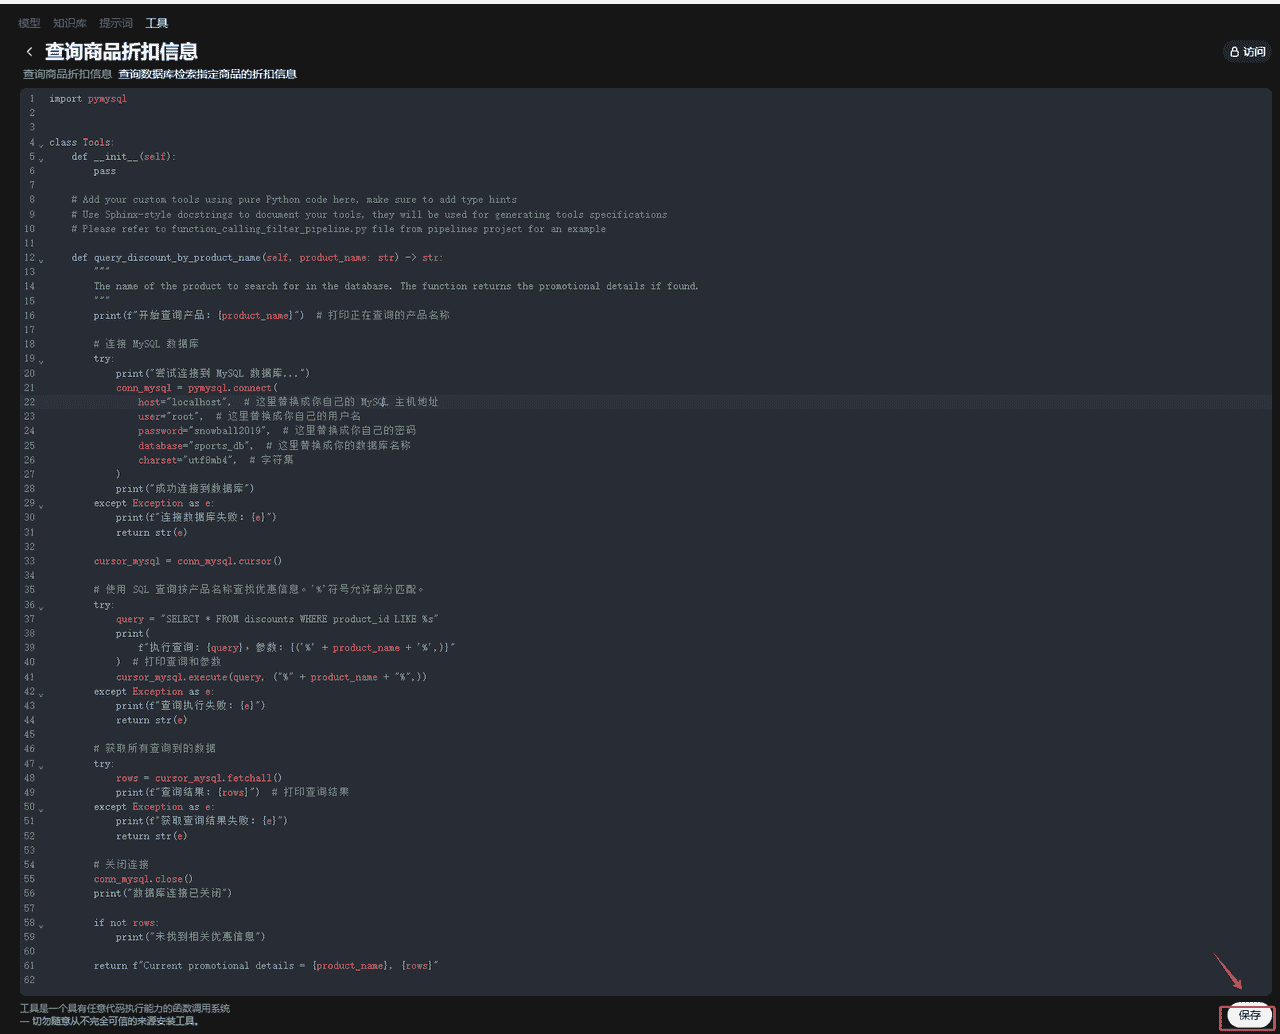 模型 知识库 提示词 工具
查询商品折扣信息
访问
查询商品折扣信息 查询数据库检索指定商品的折扣信息
1 import pymysql
2
3
4 class Tools:
5     def __init__(self):
6         pass
7
8     # Add your custom tools using pure Python code here, make sure to add type hints
9     # Use Sphinx-style docstrings to document your tools, they will be used for generating tools specifications
10     # Please refer to function_calling_filter_pipeline.py file from pipelines project for an example
11
12     def query_discount_by_product_name(self, product_name: str) -> str:
13         """
14         The name of the product to search for in the database. The function returns the promotional details if found.
15         """
16         print(f"开始查询产品: {product_name}")  # 打印正在查询的产品名称
17
18         # 连接 MySQL 数据库
19         try:
20             print("尝试连接到 MySQL 数据库...")
21             conn_mysql = pymysql.connect(
22                 host="localhost",  # 这里替换成你自己的 MySQL 主机地址
23                 user="root",  # 这里替换成你自己的用户名
24                 password="snowball2019",  # 这里替换成你自己的密码
25                 database="sports_db",  # 这里替换成你的数据库名称
26                 charset="utf8mb4",  # 字符集
27             )
28             print("成功连接到数据库")
29         except Exception as e:
30             print(f"连接数据库失败: {e}")
31             return str(e)
32
33         cursor_mysql = conn_mysql.cursor()
34
35         # 使用 SQL 查询按产品名称查找优惠信息。'%'符号允许部分匹配。
36         try:
37             query = "SELECT * FROM discounts WHERE product_id LIKE %s"
38             print(
39                 f"执行查询: {query}, 参数: {('%' + product_name + '%',)}"
40             )  # 打印查询和参数
41             cursor_mysql.execute(query, ("%" + product_name + "%",))
42         except Exception as e:
43             print(f"查询执行失败: {e}")
44             return str(e)
45
46         # 获取所有查询到的数据
47         try:
48             rows = cursor_mysql.fetchall()
49             print(f"查询结果: {rows}")  # 打印查询结果
50         except Exception as e:
51             print(f"获取查询结果失败: {e}")
52             return str(e)
53
54         # 关闭连接
55         conn_mysql.close()
56         print("数据库连接已关闭")
57
58         if not rows:
59             print("未找到相关优惠信息")
60
61         return f"Current promotional details = {product_name}, {rows}"
62
工具是一个具有任意代码执行能力的函数调用系统
— 切勿随意从不完全可信的来源安装工具。
保存